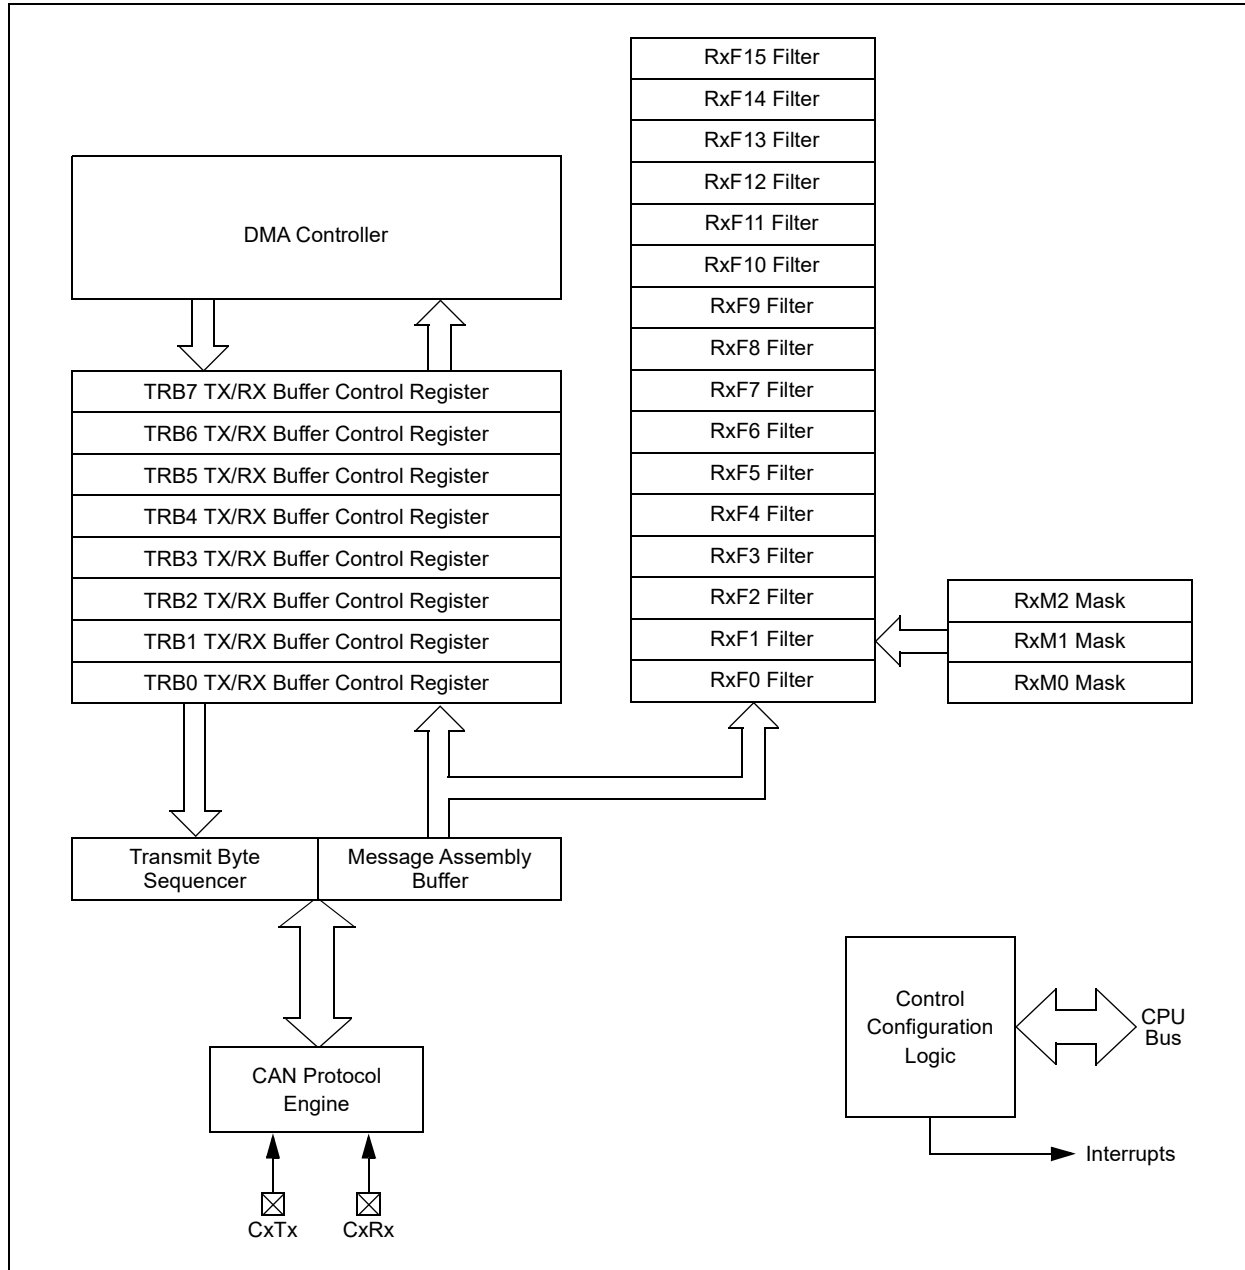 RxF15 Filter
RxF14 Filter
RxF13 Filter
RxF12 Filter
RxF11 Filter
RxF10 Filter
RxF9 Filter
RxF8 Filter
RxF7 Filter
RxF6 Filter
RxF5 Filter
RxF4 Filter
RxF3 Filter
RxF2 Filter
RxF1 Filter
RxF0 Filter
DMA Controller
TRB7 TX/RX Buffer Control Register
TRB6 TX/RX Buffer Control Register
TRB5 TX/RX Buffer Control Register
TRB4 TX/RX Buffer Control Register
TRB3 TX/RX Buffer Control Register
TRB2 TX/RX Buffer Control Register
TRB1 TX/RX Buffer Control Register
TRB0 TX/RX Buffer Control Register
RxM2 Mask
RxM1 Mask
RxM0 Mask
Transmit Byte
Sequencer
Message Assembly
Buffer
CAN Protocol
Engine
CxTx
CxRx
Control
Configuration
Logic
CPU
Bus
Interrupts